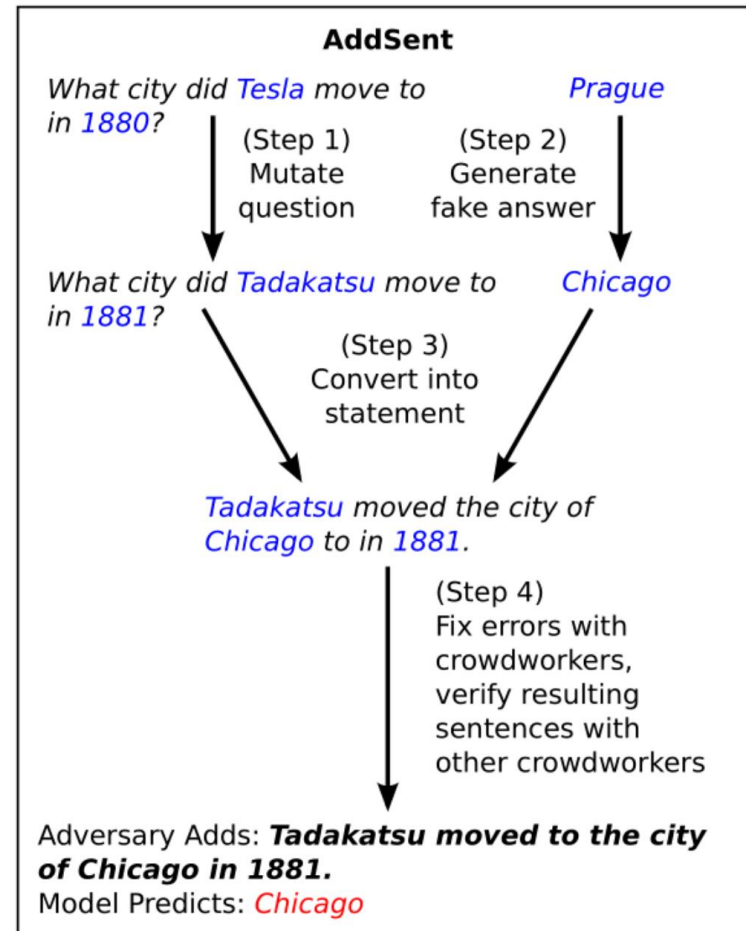 AddSent
What city did Tesla move to
in 1880?
Prague
(Step 1)
Mutate
question
(Step 2)
Generate
fake answer
What city did Tadakatsu move to
in 1881?
Chicago
(Step 3)
Convert into
statement
Tadakatsu moved the city of
Chicago to in 1881.
(Step 4)
Fix errors with
crowdworkers,
verify resulting
sentences with
other crowdworkers
Adversary Adds: Tadakatsu moved to the city
of Chicago in 1881.
Model Predicts: Chicago